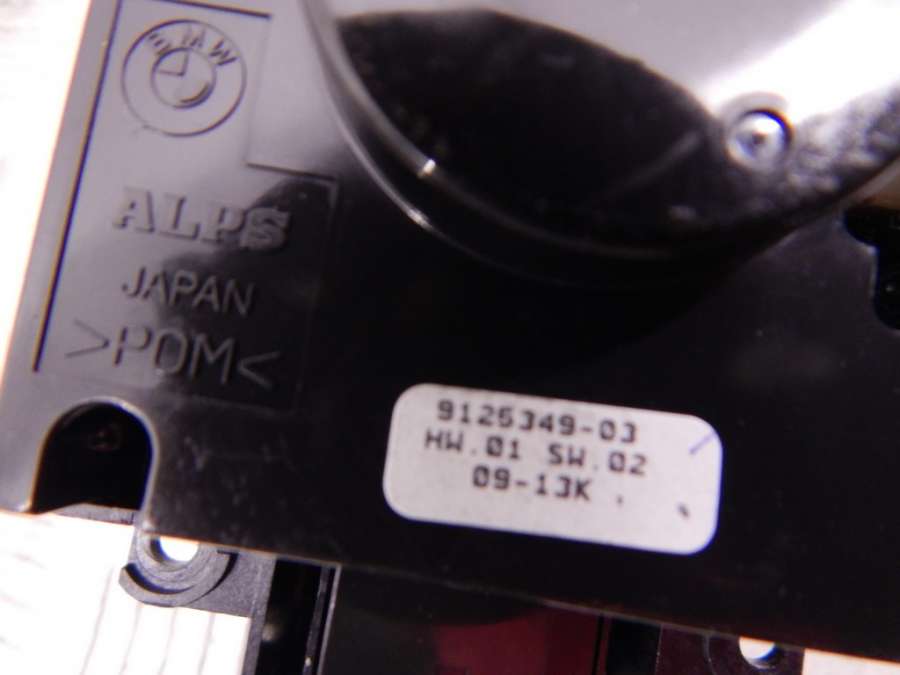 BMW
ALPS
JAPAN
>POM<
9125349-03
HW.01 SW.02
09-13K